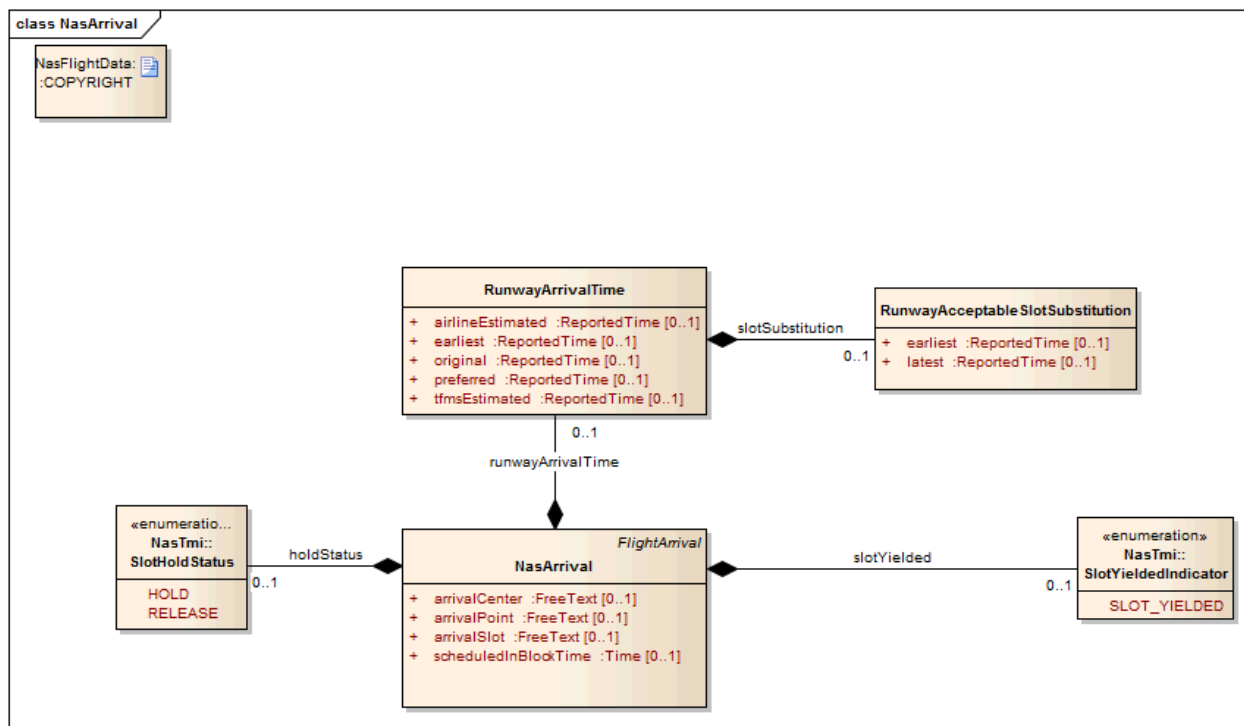 class NasArrival
NasFlightData:
:COPYRIGHT
RunwayArrivalTime
+ airlineEstimated :ReportedTime [0..1]
+ earliest :ReportedTime [0..1]
+ original :ReportedTime [0..1]
+ preferred :ReportedTime [0..1]
+ tfmsEstimated :ReportedTime [0..1]
slotSubstitution
0..1
RunwayAcceptableSlotSubstitution
+ earliest :ReportedTime [0..1]
+ latest :ReportedTime [0..1]
0..1
runwayArrivalTime
«enumeratio...
NasTmi::
SlotHoldStatus
HOLD
RELEASE
holdStatus
0..1
FlightArrival
NasArrival
+ arrivalCenter :FreeText [0..1]
+ arrivalPoint :FreeText [0..1]
+ arrivalSlot :FreeText [0..1]
+ scheduledInBlockTime :Time [0..1]
slotYielded
0..1
«enumeration»
NasTmi::
SlotYieldedIndicator
SLOT_YIELDED